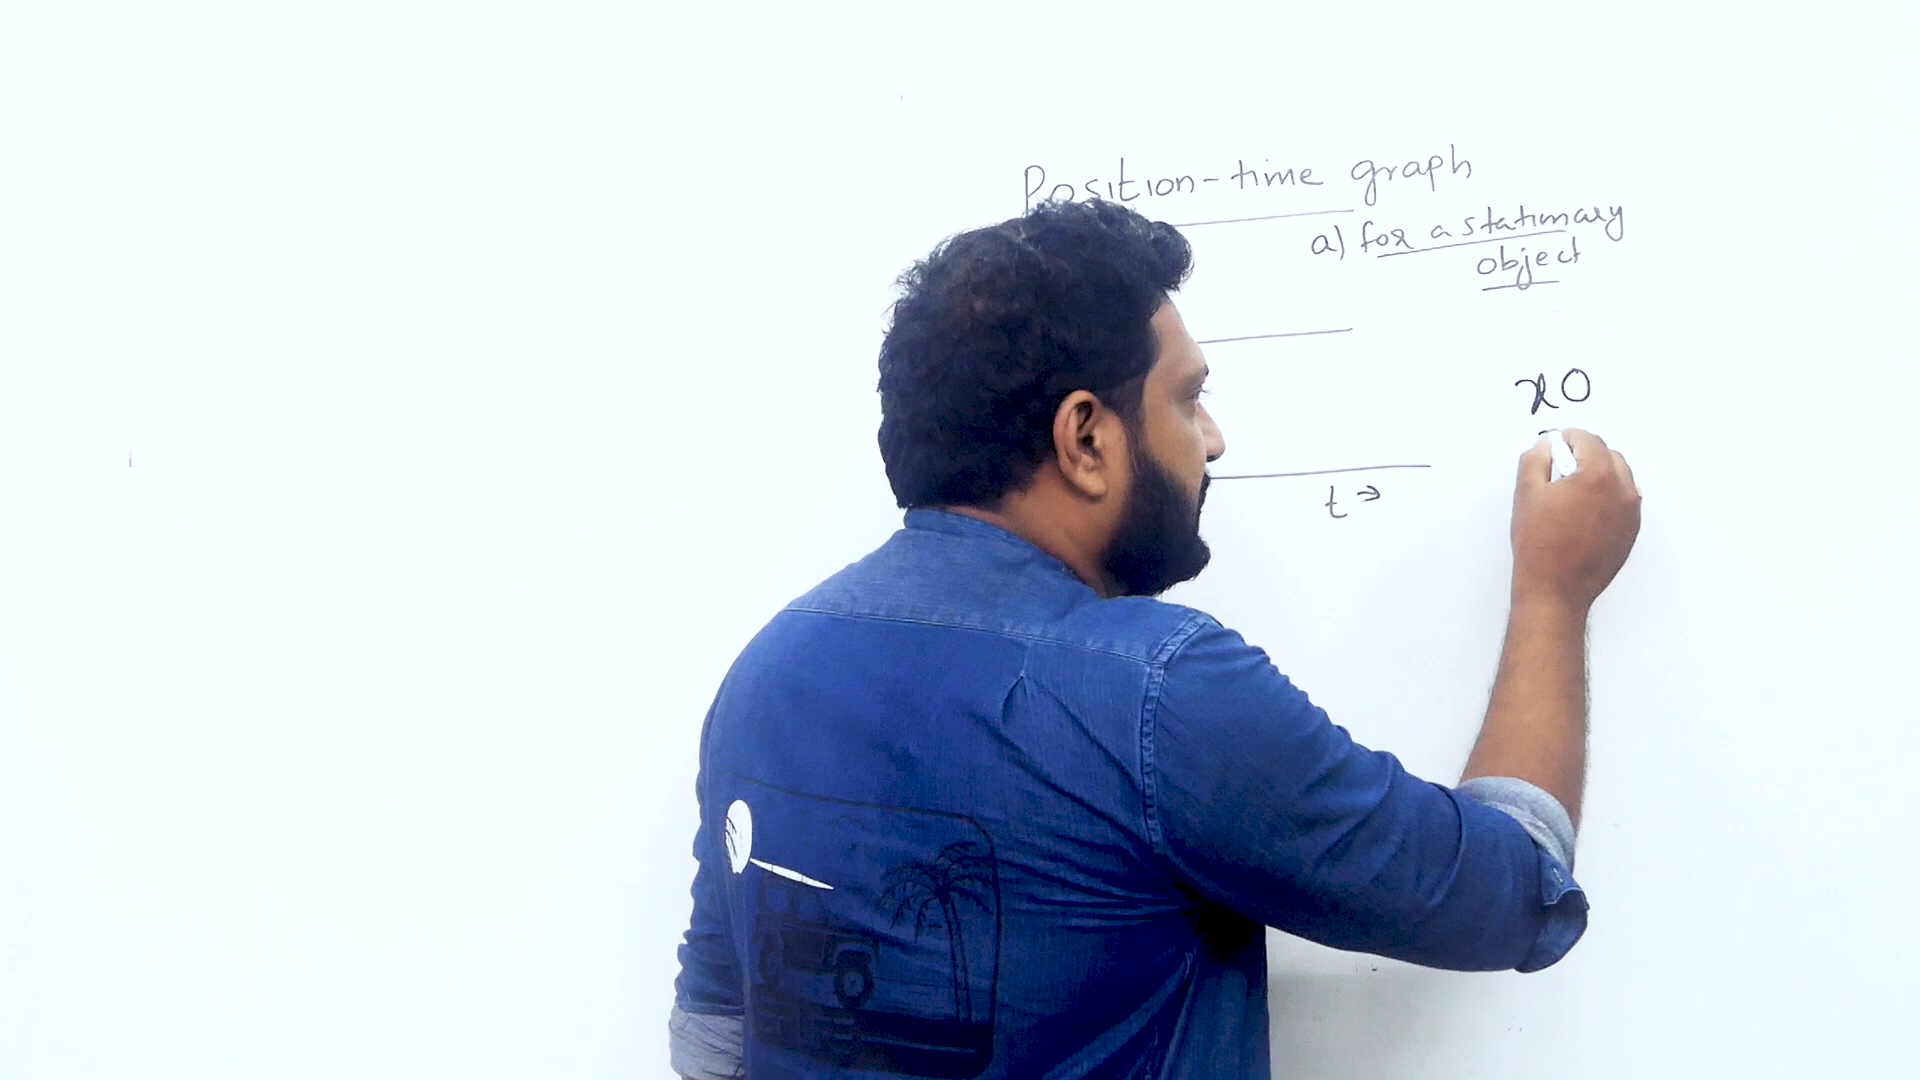 Position-time graph
a) for a stationary
object
x0
t →